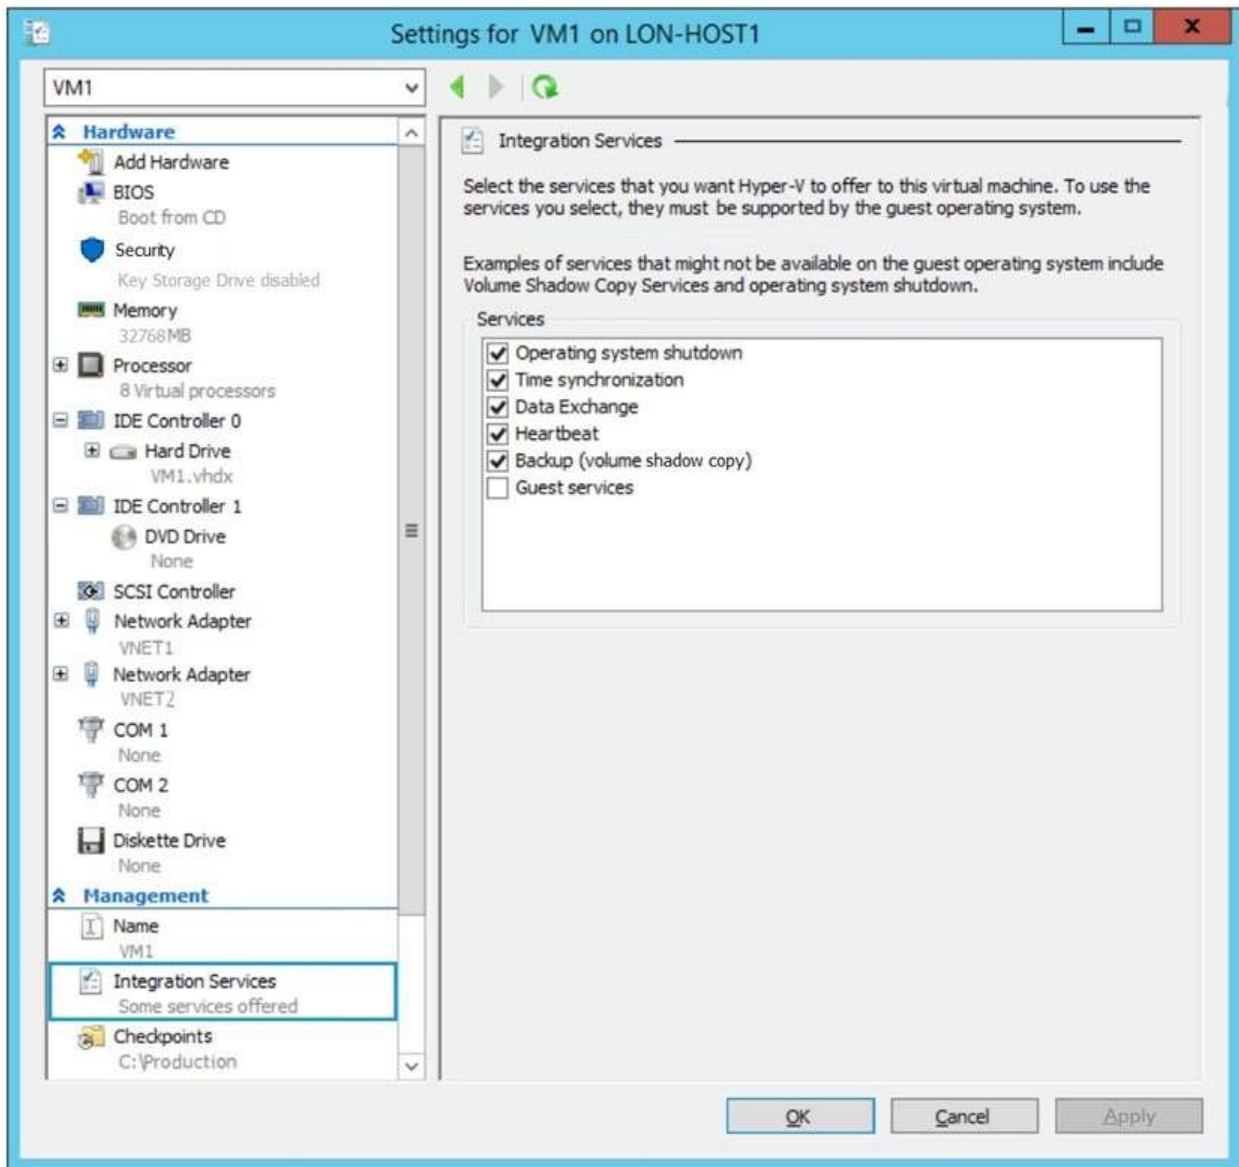 Settings for VM1 on LON-HOST1
VM1
Hardware
Add Hardware
BIOS
Boot from CD
Security
Key Storage Drive disabled
Memory
32768MB
Processor
8 Virtual processors
IDE Controller 0
Hard Drive
VM1.vhdx
IDE Controller 1
DVD Drive
None
SCSI Controller
Network Adapter
VNET1
Network Adapter
VNET2
COM 1
None
COM 2
None
Diskette Drive
None
Management
Name
VM1
Integration Services
Some services offered
Checkpoints
C:\Production
Integration Services
Select the services that you want Hyper-V to offer to this virtual machine. To use the
services you select, they must be supported by the guest operating system.
Examples of services that might not be available on the guest operating system include
Volume Shadow Copy Services and operating system shutdown.
Services
Operating system shutdown
Time synchronization
Data Exchange
Heartbeat
Backup (volume shadow copy)
Guest services
OK
Cancel
Apply